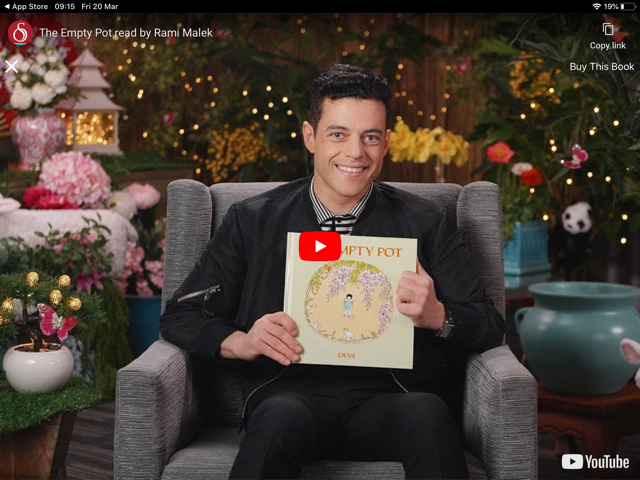 App Store 09:15 Fri 20 Mar
19%
The Empty Pot read by Rami Malek
Copy link
Buy This Book
EMPTY POT
DEMI
YouTube